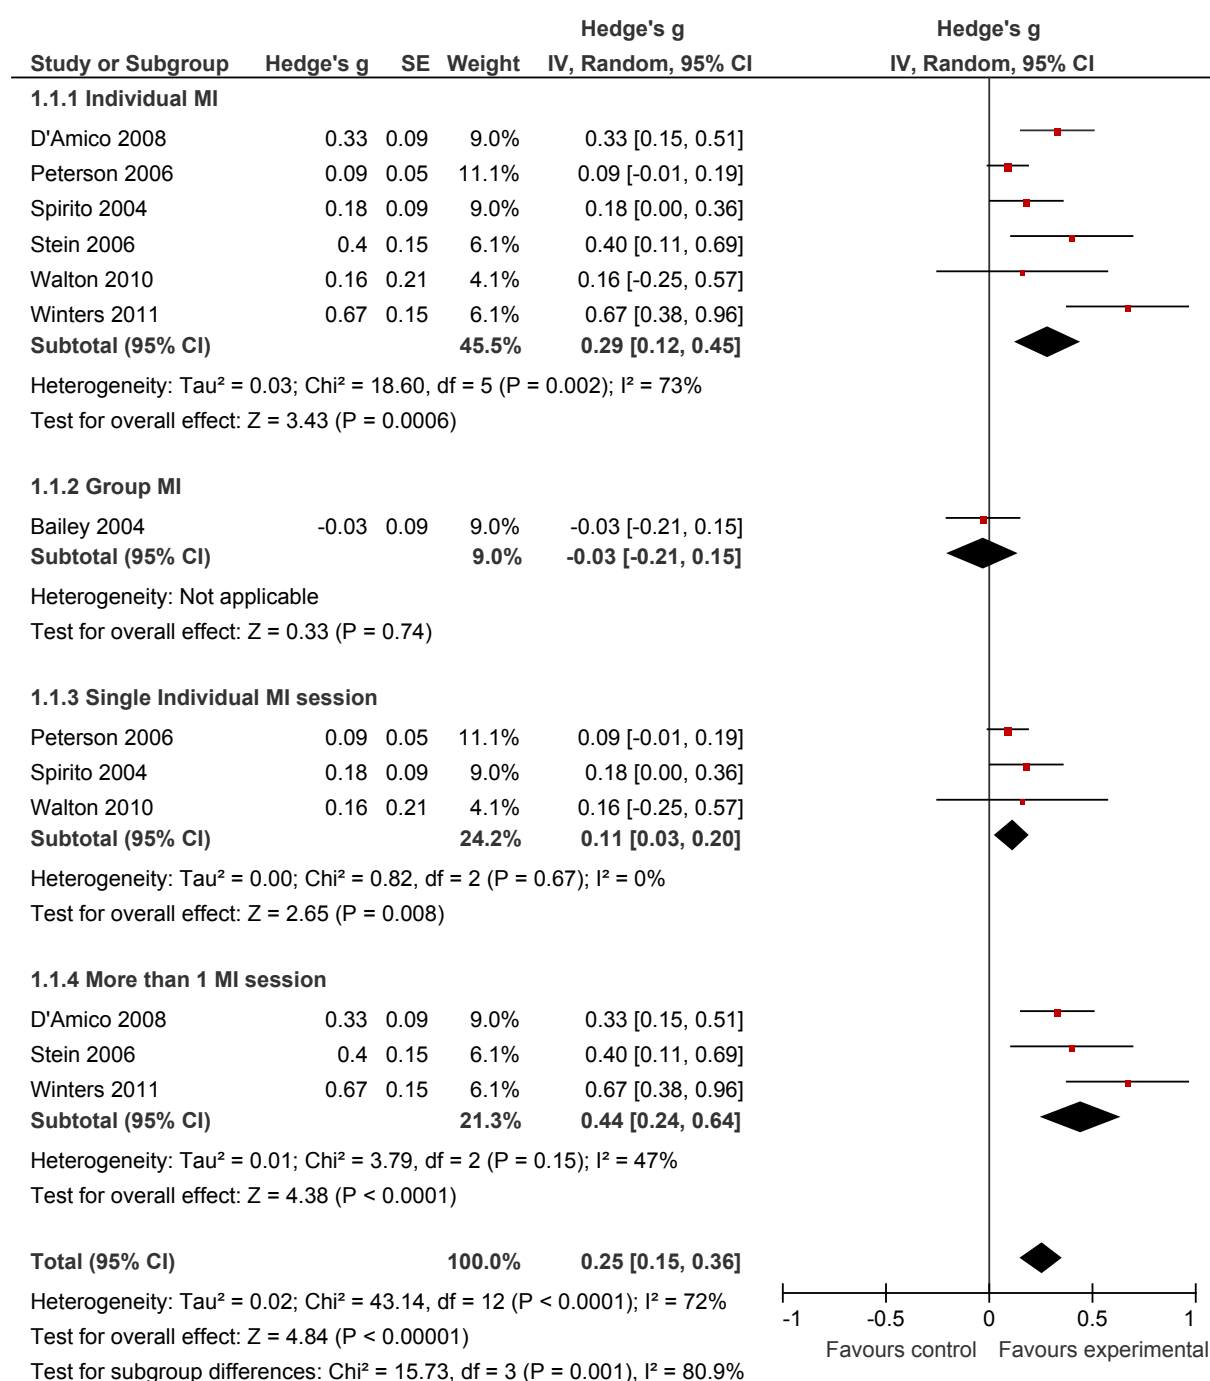 Hedge's g Hedge's g
Study or Subgroup Hedge's g SE Weight IV, Random, 95% CI IV, Random, 95% CI
1.1.1 Individual MI
D'Amico 2008 0.33 0.09 9.0% 0.33 [0.15, 0.51]
Peterson 2006 0.09 0.05 11.1% 0.09 [-0.01, 0.19]
Spirito 2004 0.18 0.09 9.0% 0.18 [0.00, 0.36]
Stein 2006 0.4 0.15 6.1% 0.40 [0.11, 0.69]
Walton 2010 0.16 0.21 4.1% 0.16 [-0.25, 0.57]
Winters 2011 0.67 0.15 6.1% 0.67 [0.38, 0.96]
Subtotal (95% CI) 45.5% 0.29 [0.12, 0.45]
Heterogeneity: Tau² = 0.03; Chi² = 18.60, df = 5 (P = 0.002); I² = 73%
Test for overall effect: Z = 3.43 (P = 0.0006)
1.1.2 Group MI
Bailey 2004 -0.03 0.09 9.0% -0.03 [-0.21, 0.15]
Subtotal (95% CI) 9.0% -0.03 [-0.21, 0.15]
Heterogeneity: Not applicable
Test for overall effect: Z = 0.33 (P = 0.74)
1.1.3 Single Individual MI session
Peterson 2006 0.09 0.05 11.1% 0.09 [-0.01, 0.19]
Spirito 2004 0.18 0.09 9.0% 0.18 [0.00, 0.36]
Walton 2010 0.16 0.21 4.1% 0.16 [-0.25, 0.57]
Subtotal (95% CI) 24.2% 0.11 [0.03, 0.20]
Heterogeneity: Tau² = 0.00; Chi² = 0.82, df = 2 (P = 0.67); I² = 0%
Test for overall effect: Z = 2.65 (P = 0.008)
1.1.4 More than 1 MI session
D'Amico 2008 0.33 0.09 9.0% 0.33 [0.15, 0.51]
Stein 2006 0.4 0.15 6.1% 0.40 [0.11, 0.69]
Winters 2011 0.67 0.15 6.1% 0.67 [0.38, 0.96]
Subtotal (95% CI) 21.3% 0.44 [0.24, 0.64]
Heterogeneity: Tau² = 0.01; Chi² = 3.79, df = 2 (P = 0.15); I² = 47%
Test for overall effect: Z = 4.38 (P < 0.0001)
Total (95% CI) 100.0% 0.25 [0.15, 0.36]
Heterogeneity: Tau² = 0.02; Chi² = 43.14, df = 12 (P < 0.0001); I² = 72%
-1 -0.5 0 0.5 1
Test for overall effect: Z = 4.84 (P < 0.00001)
Favours control Favours experimental
Test for subgroup differences: Chi² = 15.73, df = 3 (P = 0.001), I² = 80.9%